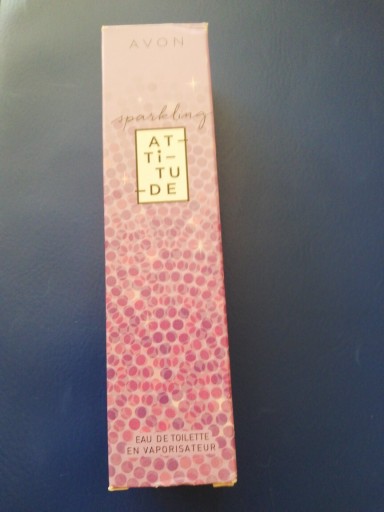 AVON
sparkling
AT-
Ti-
-TU
-DE
EAU DE TOILETTE
EN VAPORISATEUR